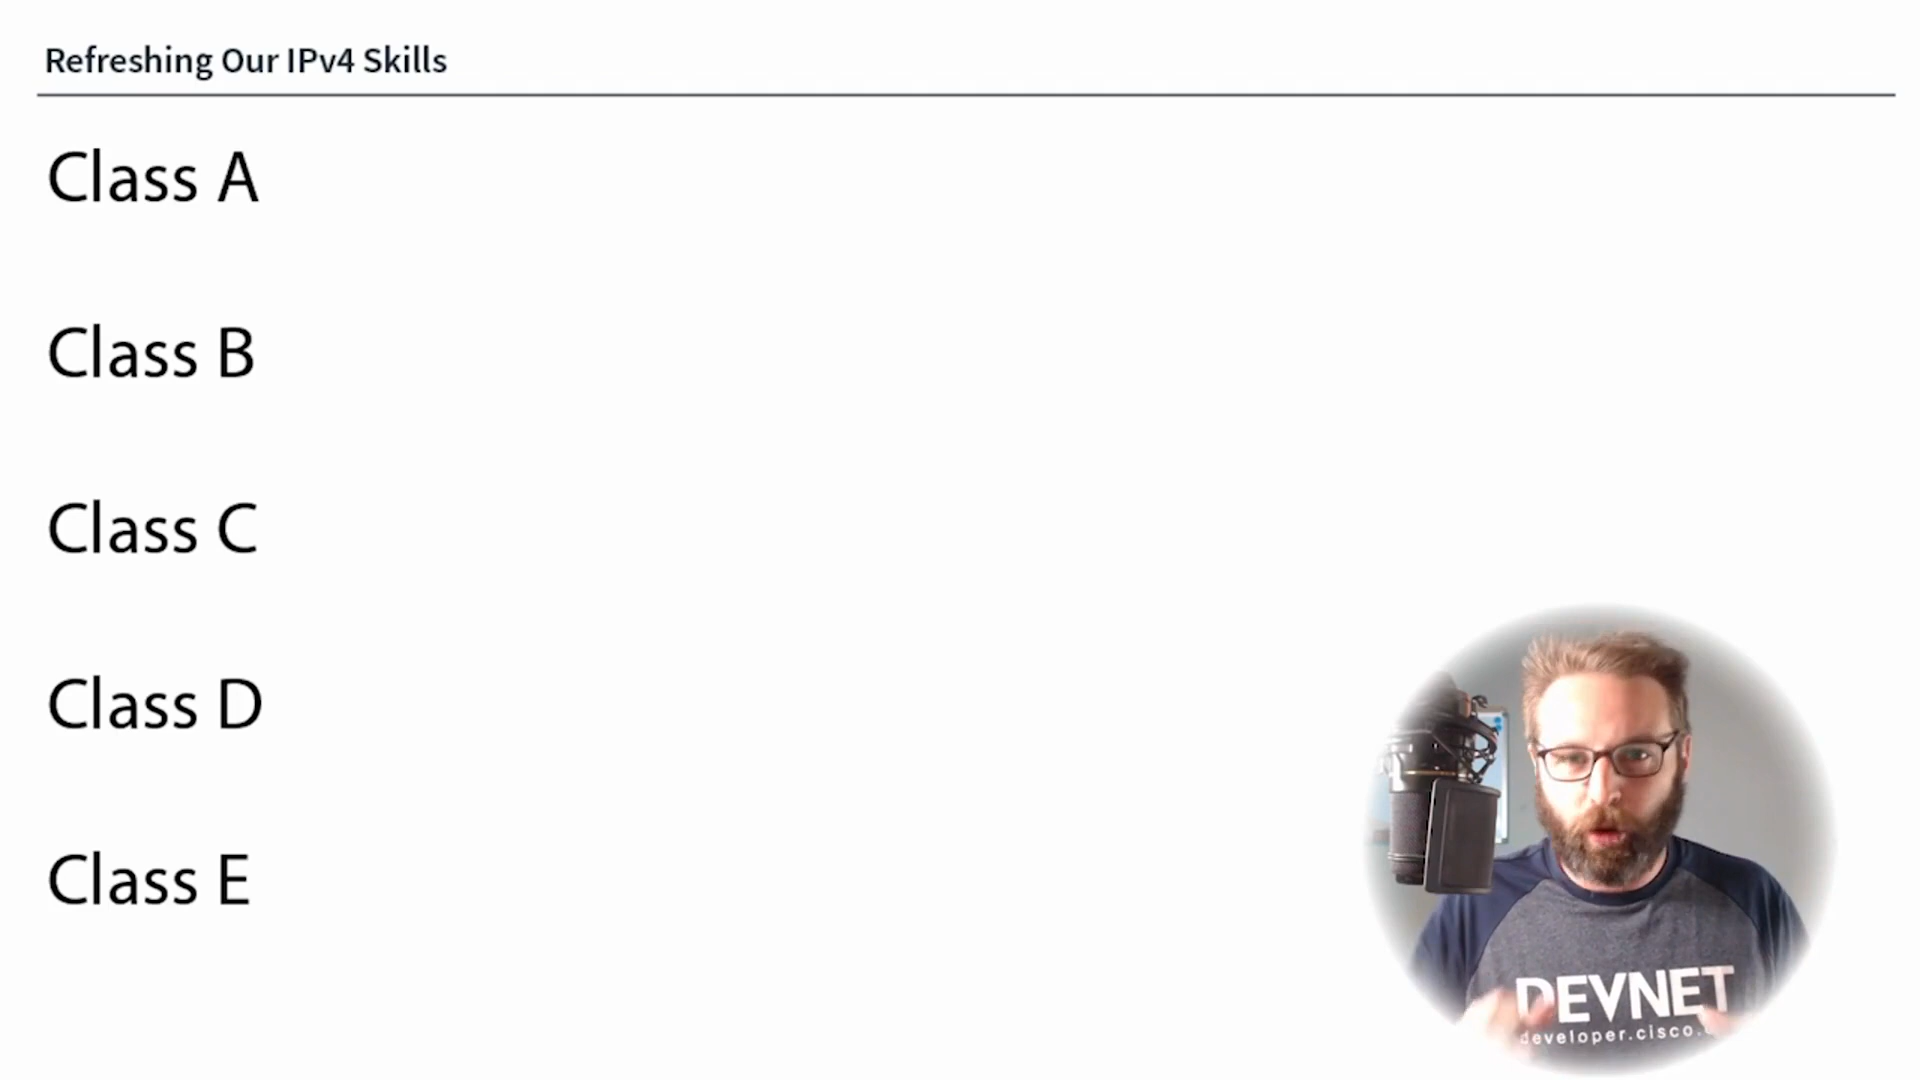 Refreshing Our IPv4 Skills
Class A
Class B
Class C
Class D
Class E
DEVNET
developer.cisco.